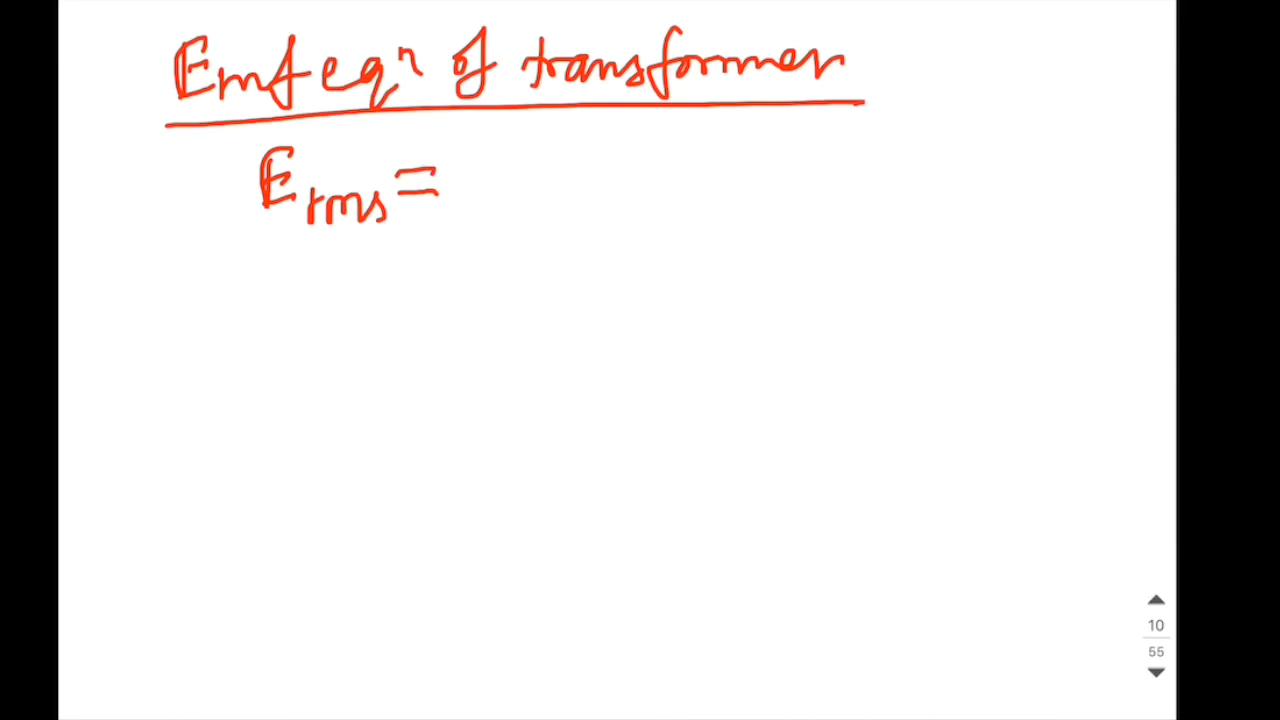 Emf eqⁿ of transformer
Erms =
10
55